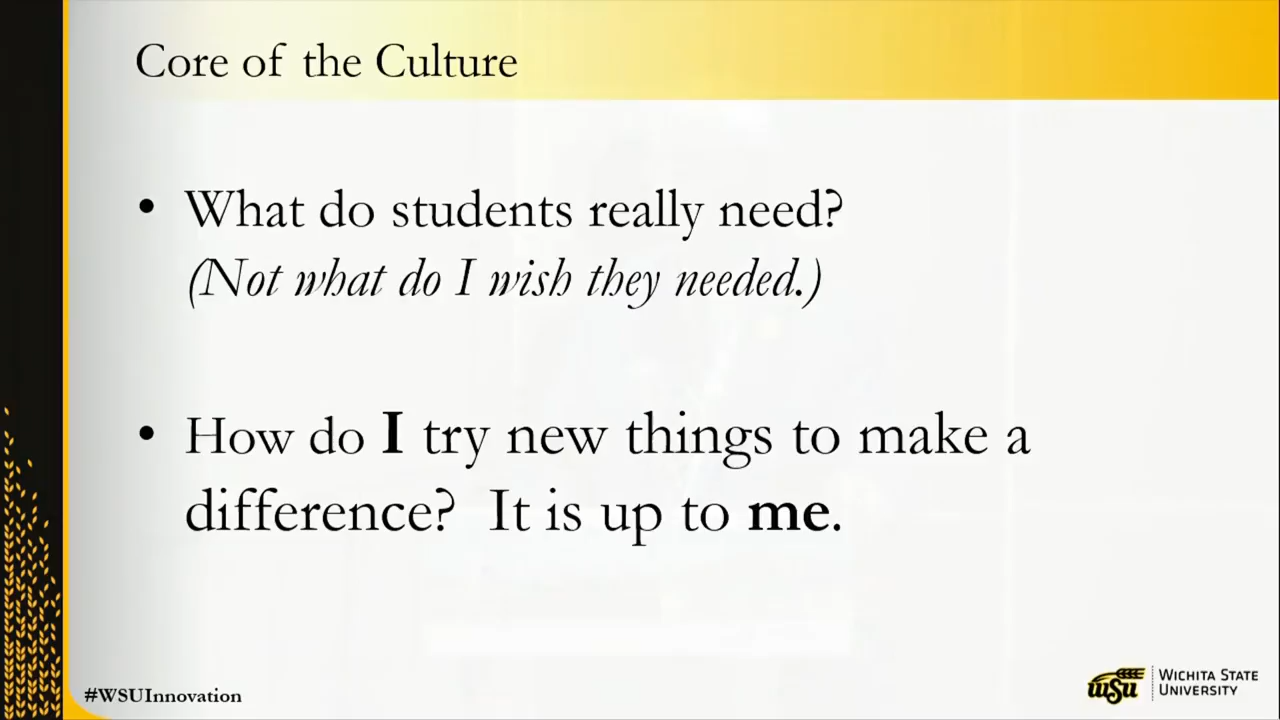 Core of the Culture
• What do students really need?
(Not what do I wish they needed.)
• How do I try new things to make a
difference? It is up to me.
#WSUInnovation
WSU
WICHITA STATE
UNIVERSITY